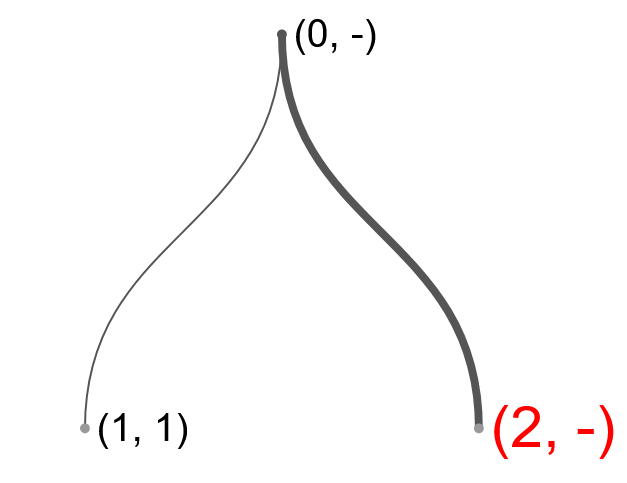 (0, -)
(1, 1)
(2, -)